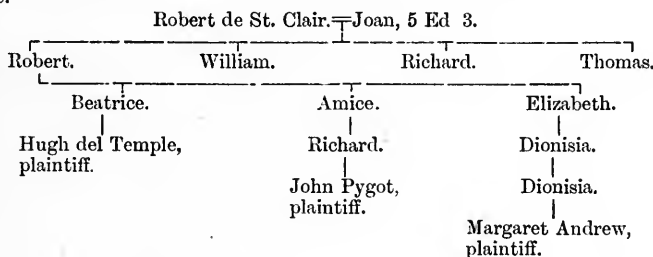 Robert de St. Clair.=Joan, 5 Ed 3.
Robert. William. Richard. Thomas.
Beatrice. Amice. Elizabeth.
Hugh del Temple, Richard. Dionisia.
plaintiff.
John Pygot, Dionisia.
plaintiff.
Margaret Andrew,
plaintiff.